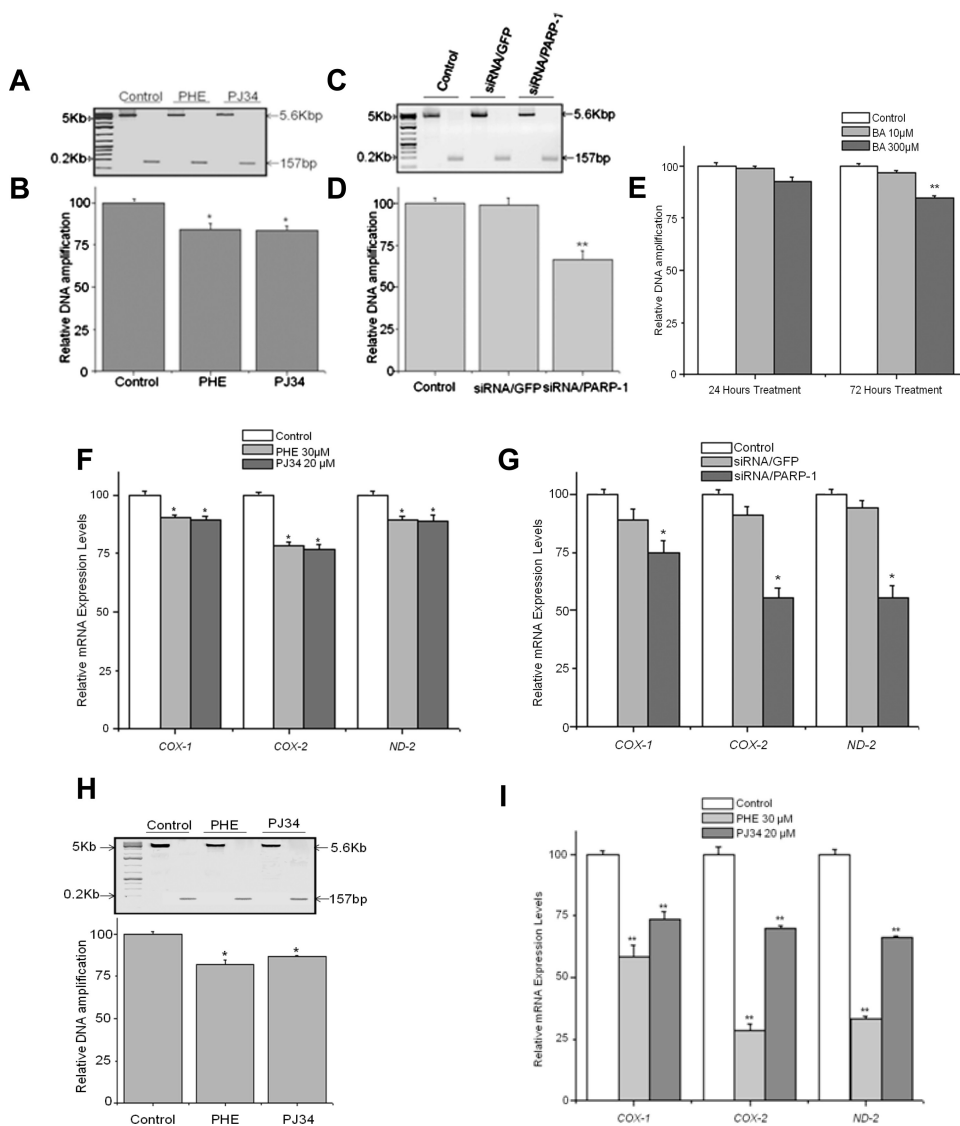 A
Control PHE PJ34
5Kb
5.6Kbp
0.2Kb
157bp
B
Relative DNA amplification
100
75
50
25
0
Control PHE PJ34
C
Control siRNA/GFP siRNA/PARP-1
5Kb
5.6Kbp
0.2Kb
157bp
D
Relative DNA amplification
100
75
50
25
0
* *
**
Control siRNA/GFP siRNA/PARP-1
E
Control
BA 10µM
BA 300µM
Relative DNA amplification
100
75
50
25
0
**
24 Hours Treatment 72 Hours Treatment
F
Control
PHE 30µM
PJ34 20 µM
Relative mRNA Expression Levels
100
75
50
25
0
* * * * * *
COX-1 COX-2 ND-2
G
Control
siRNA/GFP
siRNA/PARP-1
Relative mRNA Expression Levels
100
75
50
25
0
* * *
COX-1 COX-2 ND-2
H
Control PHE PJ34
5Kb
5.6Kb
0.2Kb
157bp
Relative DNA amplification
100
75
50
25
0
* *
Control PHE PJ34
I
Control
PHE 30 µM
PJ34 20 µM
Relative mRNA Expression Levels
100
75
50
25
0
** ** ** ** ** **
COX-1 COX-2 ND-2